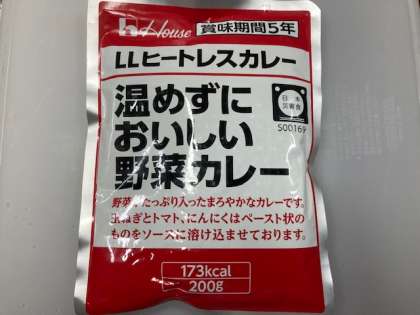 House 賞味期間5年
LLヒートレスカレー
温めずに
おいしい
野菜カレー
日本
災害食
S00169
野菜がたっぷり入ったまろやかなカレーです。
玉ねぎとトマト、にんにくはペースト状の
ものをソースに溶け込ませております。
173kcal
200g